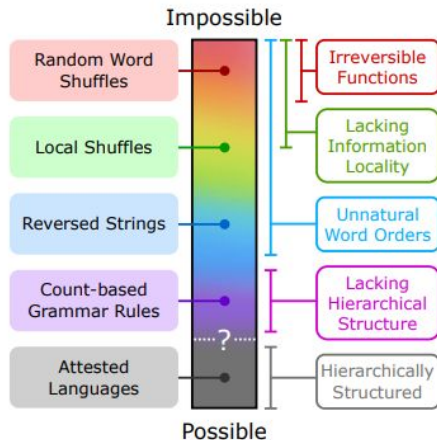 Impossible
Random Word
Shuffles
Irreversible
Functions
Local Shuffles
Lacking
Information
Locality
Reversed Strings
Unnatural
Word Orders
Count-based
Grammar Rules
Lacking
Hierarchical
Structure
?
Attested
Languages
Hierarchically
Structured
Possible